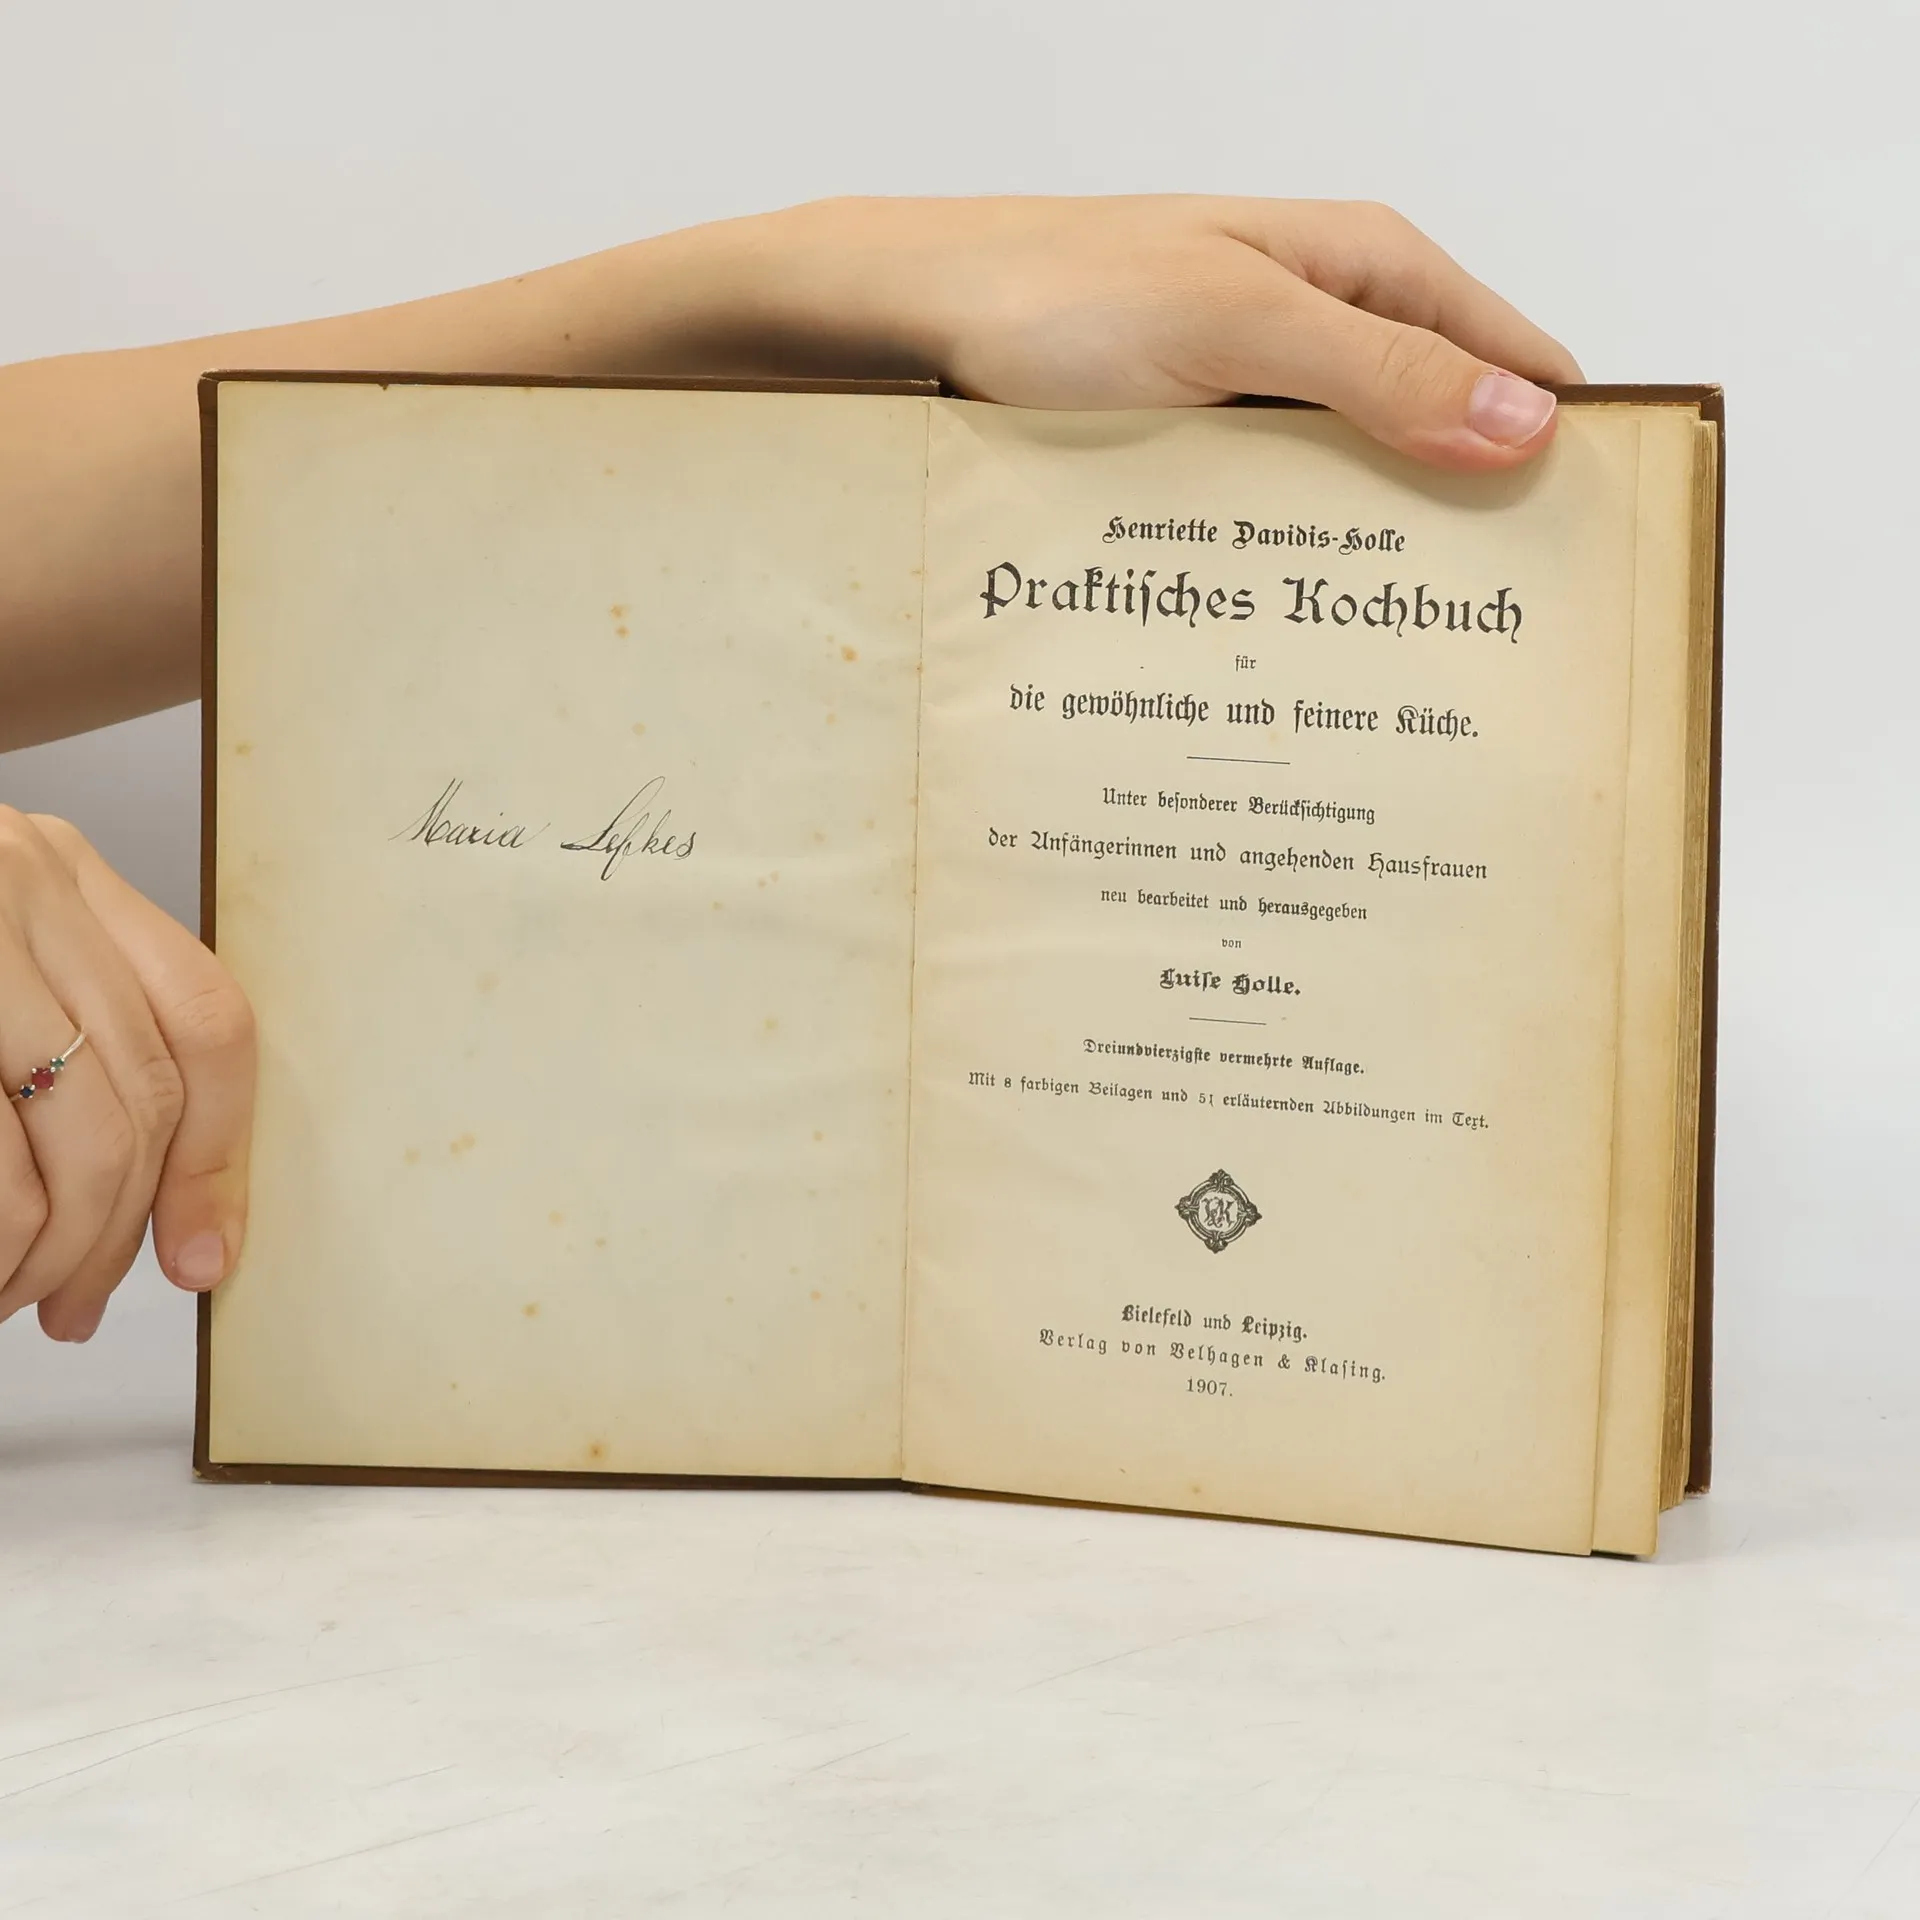 Maria Lefkes
Henriette Davidis-Holle
Praktisches Kochbuch
für
die gewöhnliche und feinere Küche.
Unter besonderer Berücksichtigung
der Anfängerinnen und angehenden Hausfrauen
neu bearbeitet und herausgegeben
von
Luise Holle.
Dreiundvierzigste vermehrte Auflage.
Mit 8 farbigen Beilagen und 51 erläuternden Abbildungen im Text.
Bielefeld und Leipzig.
Verlag von Velhagen & Klasing.
1907.